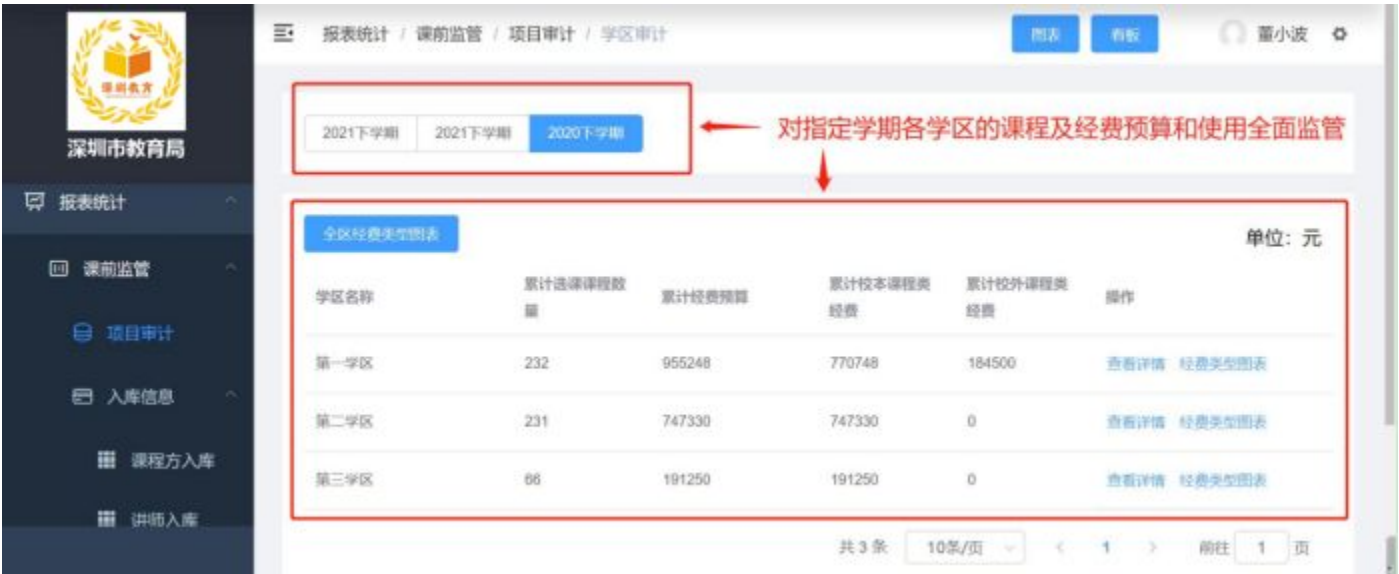 报表统计 / 课前监管 / 项目审计 / 学区审计
图表
看板
董小波
深圳教育
深圳市教育局
报表统计
课前监管
项目审计
入库信息
课程方入库
讲师入库
2021下学期 2021下学期 2020下学期
对指定学期各学区的课程及经费预算和使用全面监管
全区经费类型图表
单位：元
学区名称 累计选课课程数量 累计经费预算 累计校本课程类经费 累计校外课程类经费 操作
第一学区 232 955248 770748 184500 查看详情 经费类型图表
第二学区 231 747330 747330 0 查看详情 经费类型图表
第三学区 66 191250 191250 0 查看详情 经费类型图表
共 3 条 10条/页 < 1 > 前往 1 页